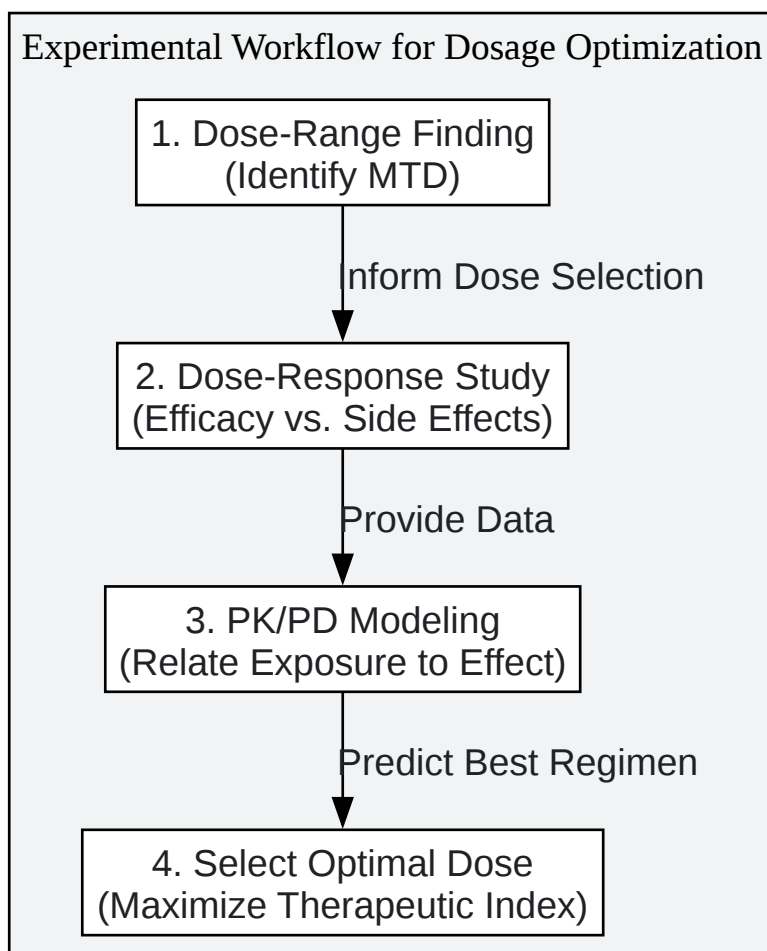 Experimental Workflow for Dosage Optimization
1. Dose-Range Finding
(Identify MTD)
Inform Dose Selection
2. Dose-Response Study
(Efficacy vs. Side Effects)
Provide Data
3. PK/PD Modeling
(Relate Exposure to Effect)
Predict Best Regimen
4. Select Optimal Dose
(Maximize Therapeutic Index)